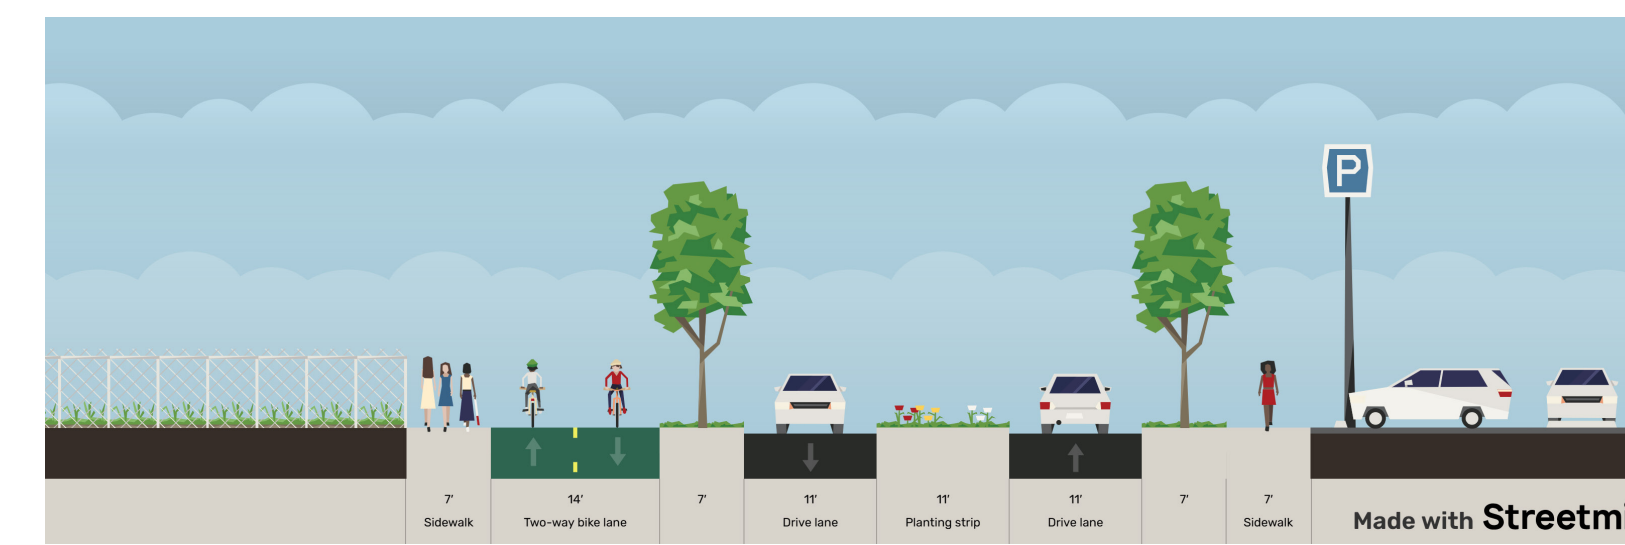 P
7'
14'
7'
11'
11'
11'
7'
7'
Sidewalk
Two-way bike lane
Drive lane
Planting strip
Drive lane
Sidewalk
Made with Streetmi